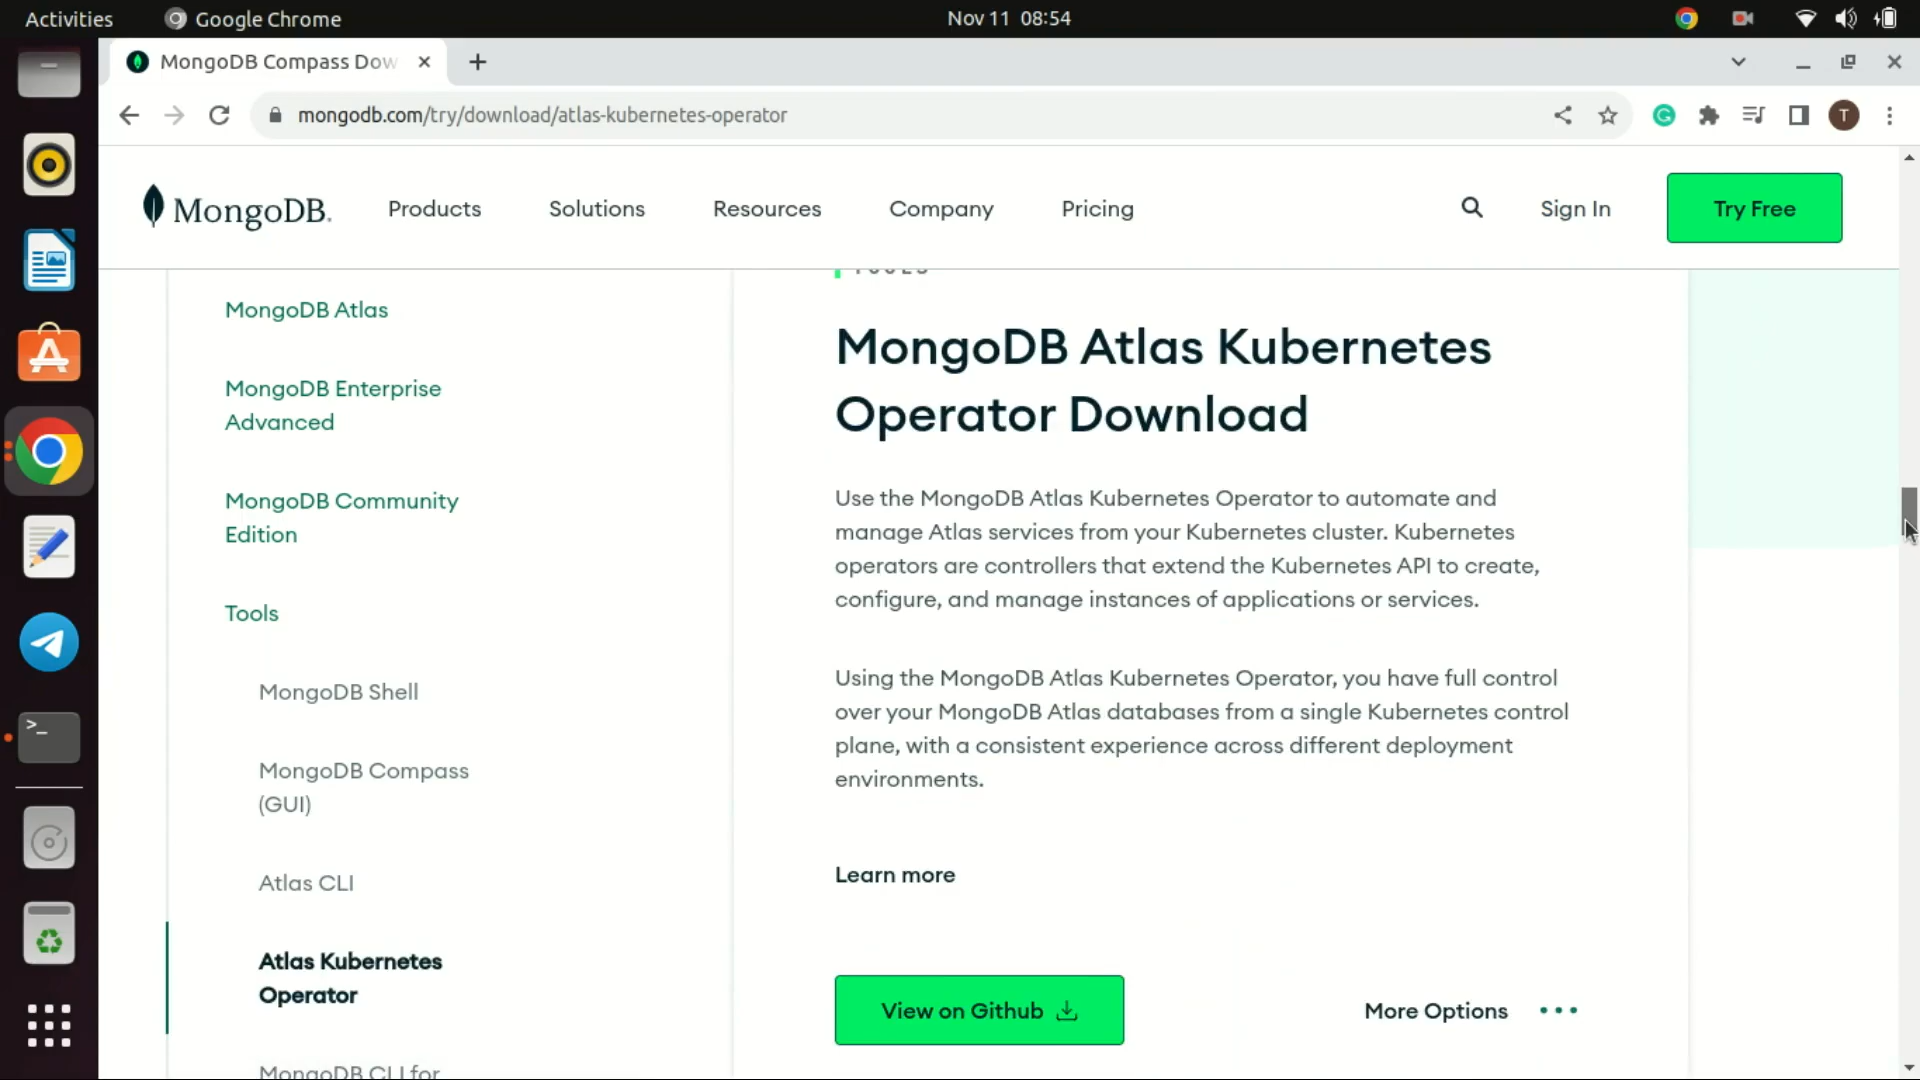 Activities
Google Chrome
Nov 11 08:54
MongoDB Compass Dow
mongodb.com/try/download/atlas-kubernetes-operator
T
MongoDB.
Products
Solutions
Resources
Company
Pricing
Sign In
Try Free
MongoDB Atlas
MongoDB Enterprise
Advanced
MongoDB Community
Edition
Tools
MongoDB Shell
MongoDB Compass
(GUI)
Atlas CLI
Atlas Kubernetes
Operator
MongoDB CLI for
TOOLS
MongoDB Atlas Kubernetes
Operator Download
Use the MongoDB Atlas Kubernetes Operator to automate and
manage Atlas services from your Kubernetes cluster. Kubernetes
operators are controllers that extend the Kubernetes API to create,
configure, and manage instances of applications or services.
Using the MongoDB Atlas Kubernetes Operator, you have full control
over your MongoDB Atlas databases from a single Kubernetes control
plane, with a consistent experience across different deployment
environments.
Learn more
View on Github
More Options